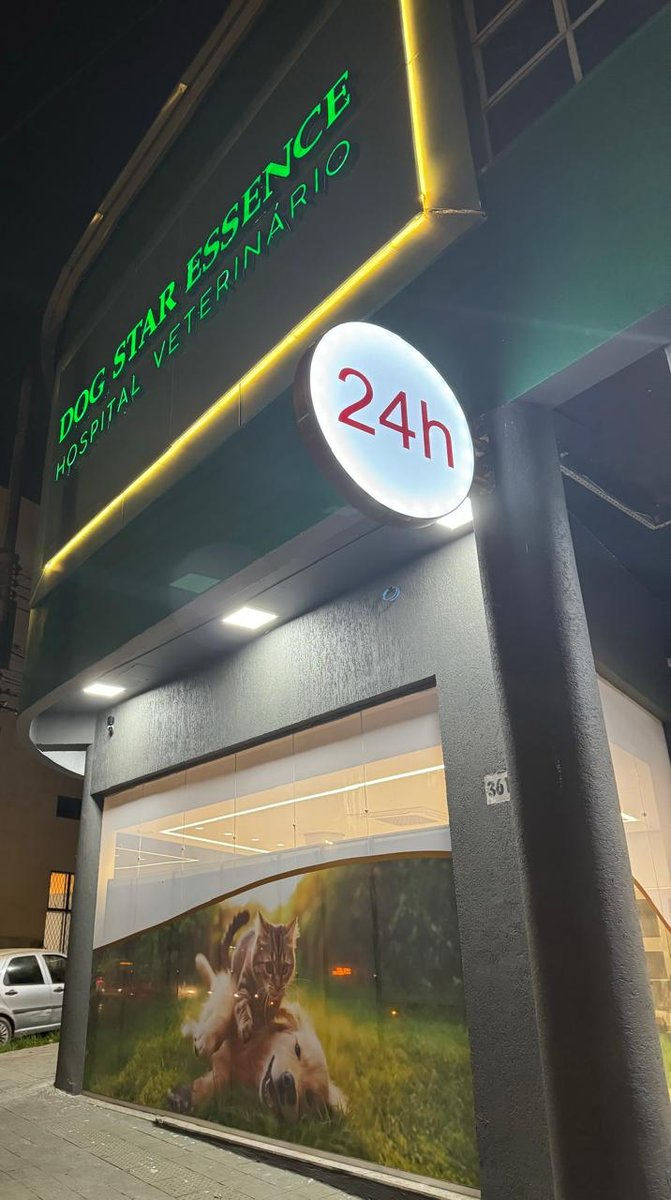 DOG STAR ESSENCE
HOSPITAL VETERINÁRIO
24h
361